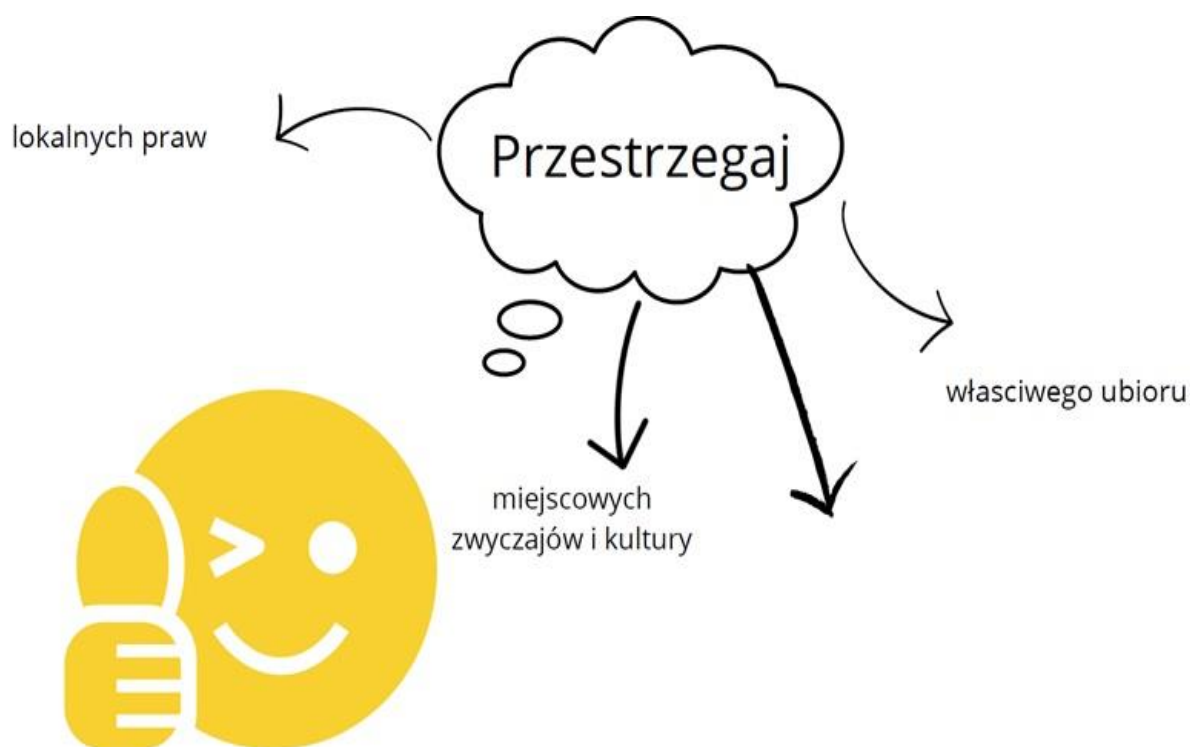 Przestrzegaj
lokalnych praw
własciwego ubioru
miejscowych
zwyczajów i kultury